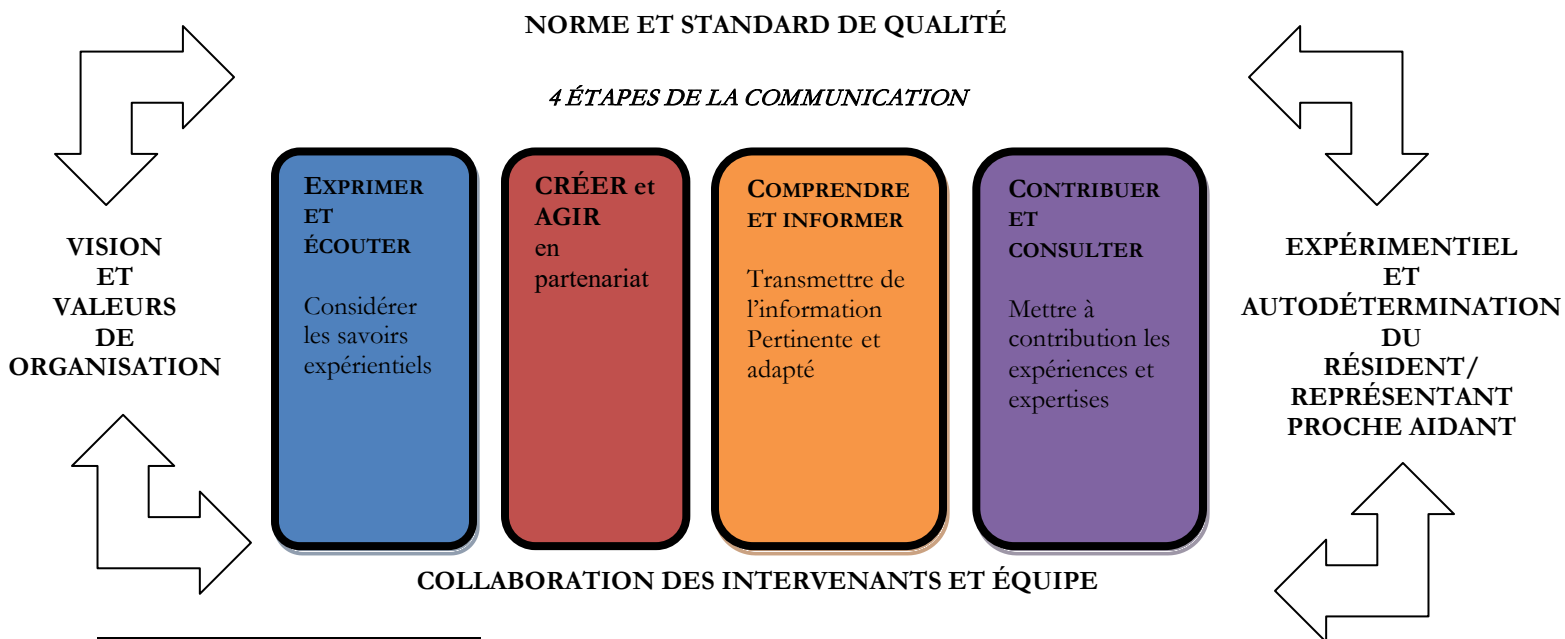 NORME ET STANDARD DE QUALITÉ
4 ÉTAPES DE LA COMMUNICATION
VISION
ET
VALEURS
DE
ORGANISATION
EXPRIMER
ET
ÉCOUTER
Considérer
les savoirs
expérientiels
CRÉER et
AGIR
en
partenariat
COMPRENDRE
ET INFORMER
Transmettre de
l’information
Pertinente et
adapté
CONTRIBUER
ET
CONSULTER
Mettre à
contribution les
expériences et
expertises
EXPÉRIMENTIEL
ET
AUTODÉTERMINATION
DU
RÉSIDENT/
REPRÉSENTANT
PROCHE AIDANT
COLLABORATION DES INTERVENANTS ET ÉQUIPE